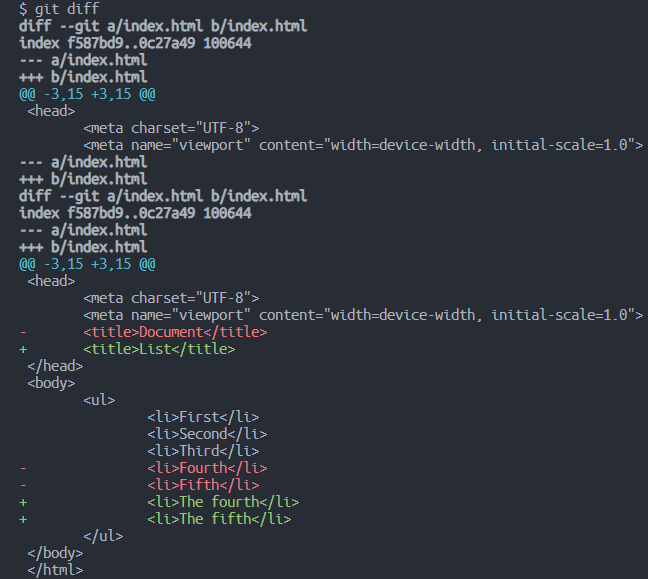 $ git diff
diff --git a/index.html b/index.html
index f587bd9..0c27a49 100644
--- a/index.html
+++ b/index.html
@@ -3,15 +3,15 @@
 <head>
        <meta charset="UTF-8">
        <meta name="viewport" content="width=device-width, initial-scale=1.0">
--- a/index.html
+++ b/index.html
diff --git a/index.html b/index.html
index f587bd9..0c27a49 100644
--- a/index.html
+++ b/index.html
@@ -3,15 +3,15 @@
 <head>
        <meta charset="UTF-8">
        <meta name="viewport" content="width=device-width, initial-scale=1.0">
-       <title>Document</title>
+       <title>List</title>
 </head>
 <body>
        <ul>
                <li>First</li>
                <li>Second</li>
                <li>Third</li>
-               <li>Fourth</li>
-               <li>Fifth</li>
+               <li>The fourth</li>
+               <li>The fifth</li>
        </ul>
 </body>
 </html>